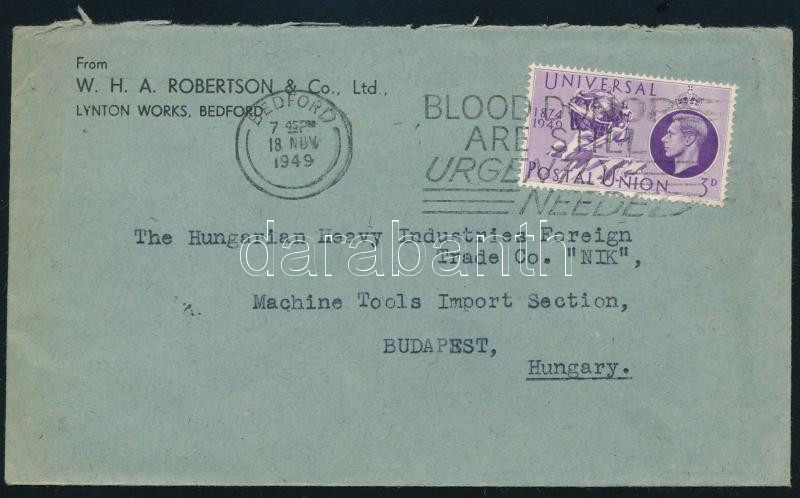 From
W. H. A. ROBERTSON & Co., Ltd.,
LYNTON WORKS, BEDFORD.
BEDFORD
7 45 PM
18 NOV
1949
BLOOD DONORS
ARE STILL
URGENTLY
NEEDED
UNIVERSAL
1874
1949
POSTAL UNION
3D
The Hungarian Heavy Industries Foreign
Trade Co. "NIK",
darabanth
Machine Tools Import Section,
BUDAPEST,
Hungary.